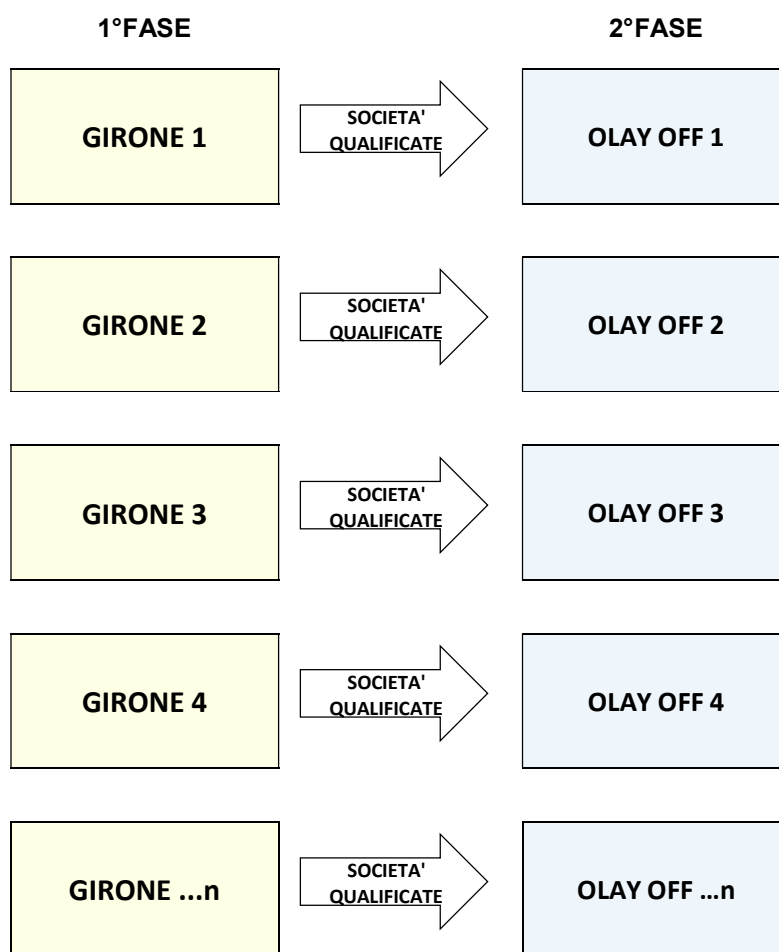 1°FASE 2°FASE
GIRONE 1
SOCIETA'
QUALIFICATE
OLAY OFF 1
GIRONE 2
SOCIETA'
QUALIFICATE
OLAY OFF 2
GIRONE 3
SOCIETA'
QUALIFICATE
OLAY OFF 3
GIRONE 4
SOCIETA'
QUALIFICATE
OLAY OFF 4
GIRONE ...n
SOCIETA'
QUALIFICATE
OLAY OFF ...n